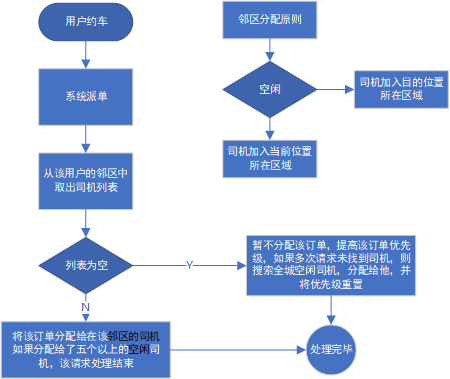 用户约车
系统派单
从该用户的邻区中
取出司机列表
列表为空
Y
N
将该订单分配给在该邻区的司机
如果分配给了五个以上的空闲司
机，该请求处理结束
暂不分配该订单，提高该订单优先
级，如果多次请求未找到司机，则
搜索全城空闲司机，分配给他，并
将优先级重置
处理完毕
邻区分配原则
空闲
司机加入目的位置
所在区域
司机加入当前位置
所在区域